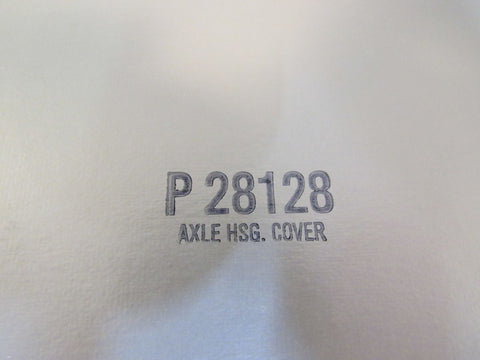 P 28128
AXLE HSG. COVER